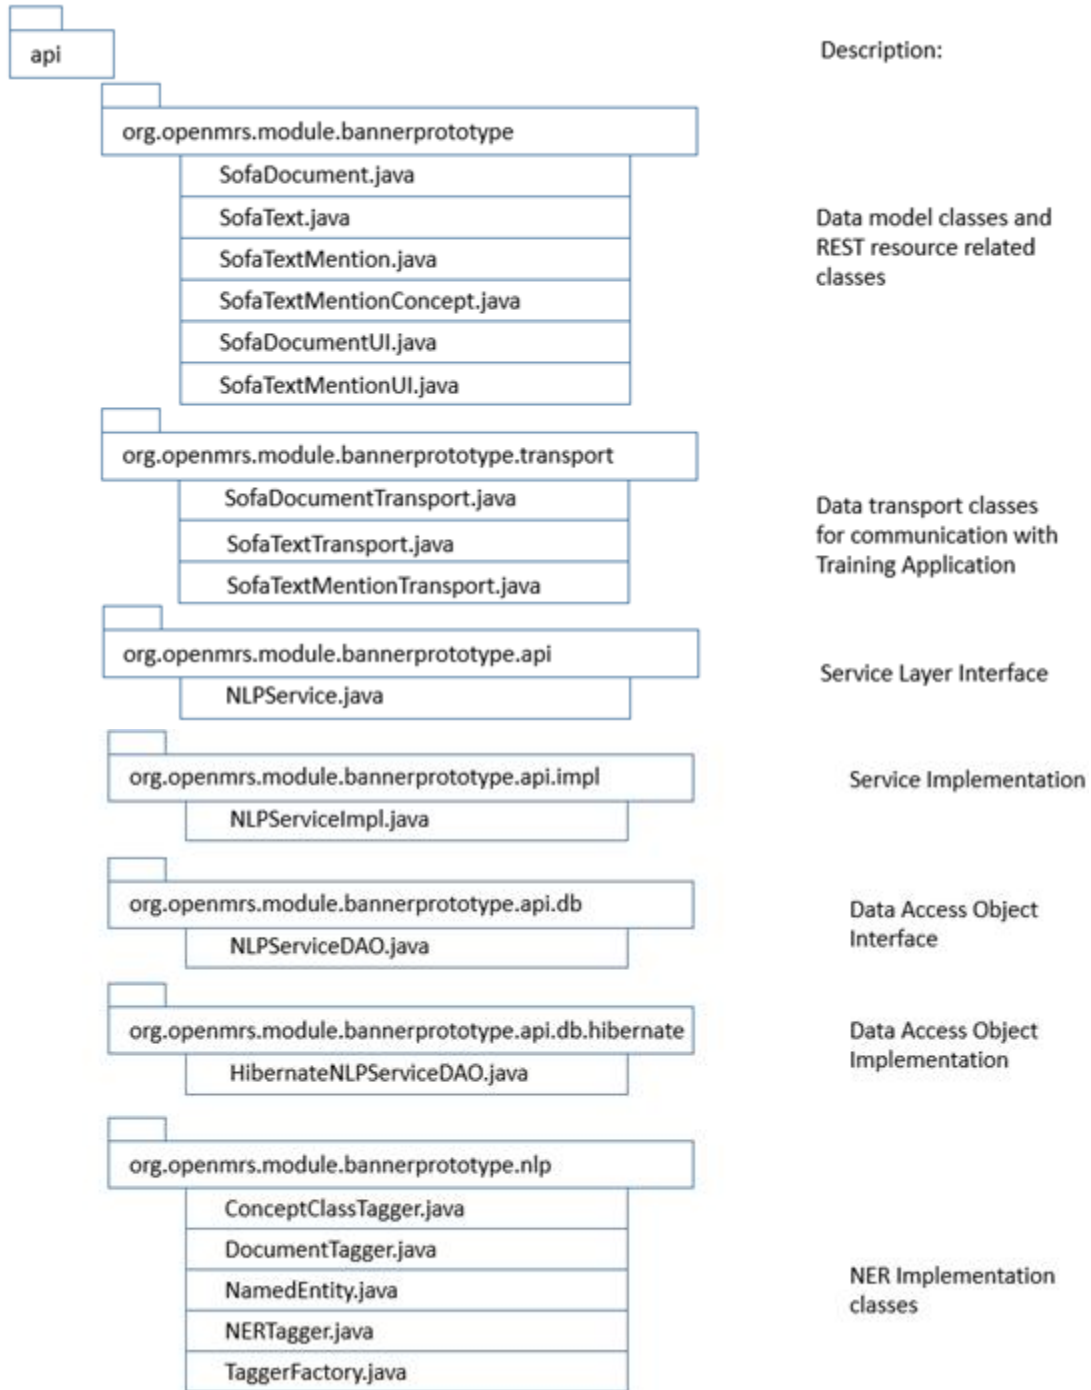 api
Description:
org.openmrs.module.bannerprototype
SofaDocument.java
SofaText.java
SofaTextMention.java
SofaTextMentionConcept.java
SofaDocumentUI.java
SofaTextMentionUI.java
Data model classes and
REST resource related
classes
org.openmrs.module.bannerprototype.transport
SofaDocumentTransport.java
SofaTextTransport.java
SofaTextMentionTransport.java
Data transport classes
for communication with
Training Application
org.openmrs.module.bannerprototype.api
NLPService.java
Service Layer Interface
org.openmrs.module.bannerprototype.api.impl
NLPServiceImpl.java
Service Implementation
org.openmrs.module.bannerprototype.api.db
NLPServiceDAO.java
Data Access Object
Interface
org.openmrs.module.bannerprototype.api.db.hibernate
HibernateNLPServiceDAO.java
Data Access Object
Implementation
org.openmrs.module.bannerprototype.nlp
ConceptClassTagger.java
DocumentTagger.java
NamedEntity.java
NERTagger.java
TaggerFactory.java
NER Implementation
classes